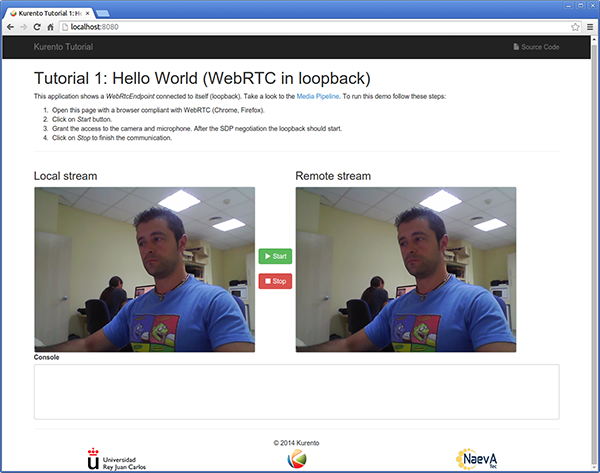 Kurento Tutorial 1: He
localhost:8080
Kurento Tutorial
Source Code
Tutorial 1: Hello World (WebRTC in loopback)
This application shows a WebRtcEndpoint connected to itself (loopback). Take a look to the Media Pipeline. To run this demo follow these steps:
1. Open this page with a browser compliant with WebRTC (Chrome, Firefox).
2. Click on Start button.
3. Grant the access to the camera and microphone. After the SDP negotiation the loopback should start.
4. Click on Stop to finish the communication.
Local stream
Remote stream
Start
Stop
Console
© 2014 Kurento
Universidad
Rey Juan Carlos
NaevA
Tec